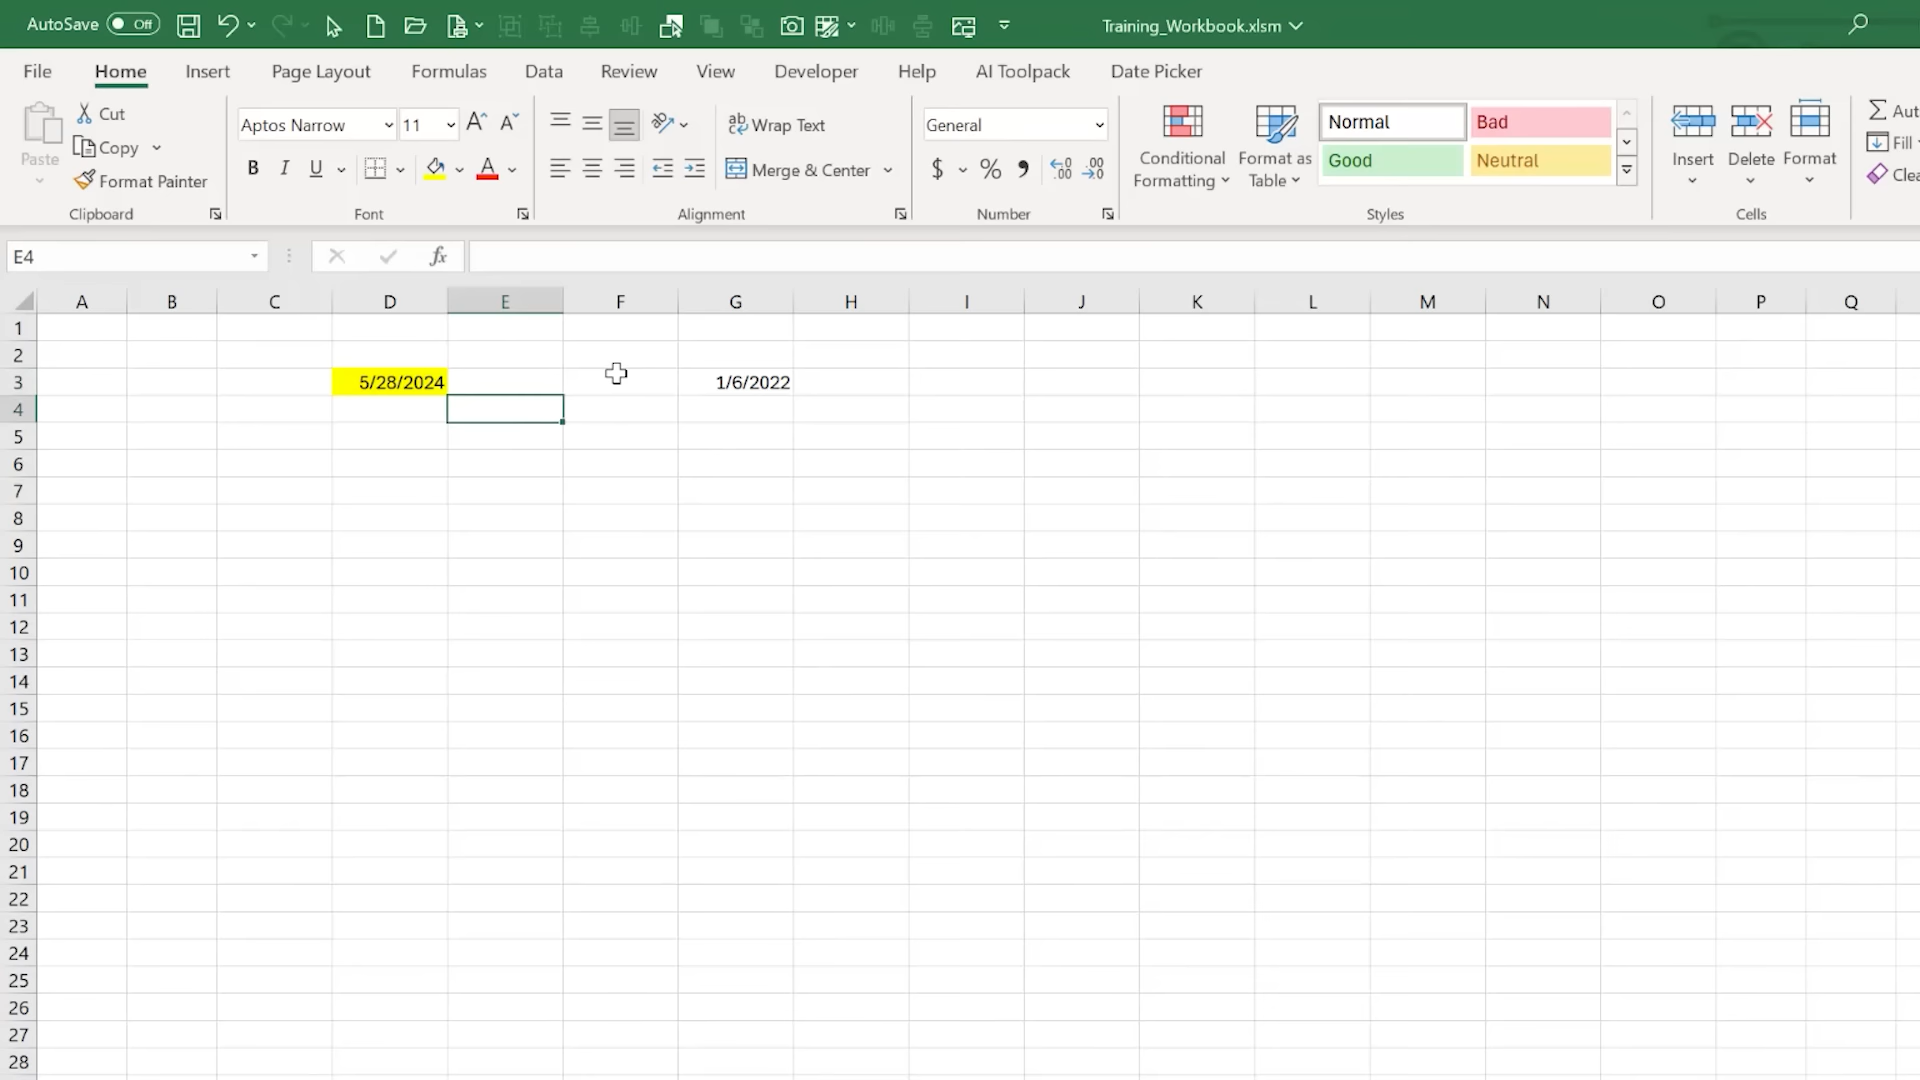 AutoSave Off Training_Workbook.xlsm
File Home Insert Page Layout Formulas Data Review View Developer Help AI Toolpack Date Picker
Paste
Cut
Copy
Format Painter
Clipboard
Aptos Narrow 11
B I U A
Font
Wrap Text
Merge & Center
Alignment
General
$ %
Number
Conditional Formatting
Format as Table
Normal Bad
Good Neutral
Styles
Insert Delete Format
Cells
Aut
Fill
Clea
E4 fx
A B C D E F G H I J K L M N O P Q
1
2
3 5/28/2024 1/6/2022
4
5
6
7
8
9
10
11
12
13
14
15
16
17
18
19
20
21
22
23
24
25
26
27
28